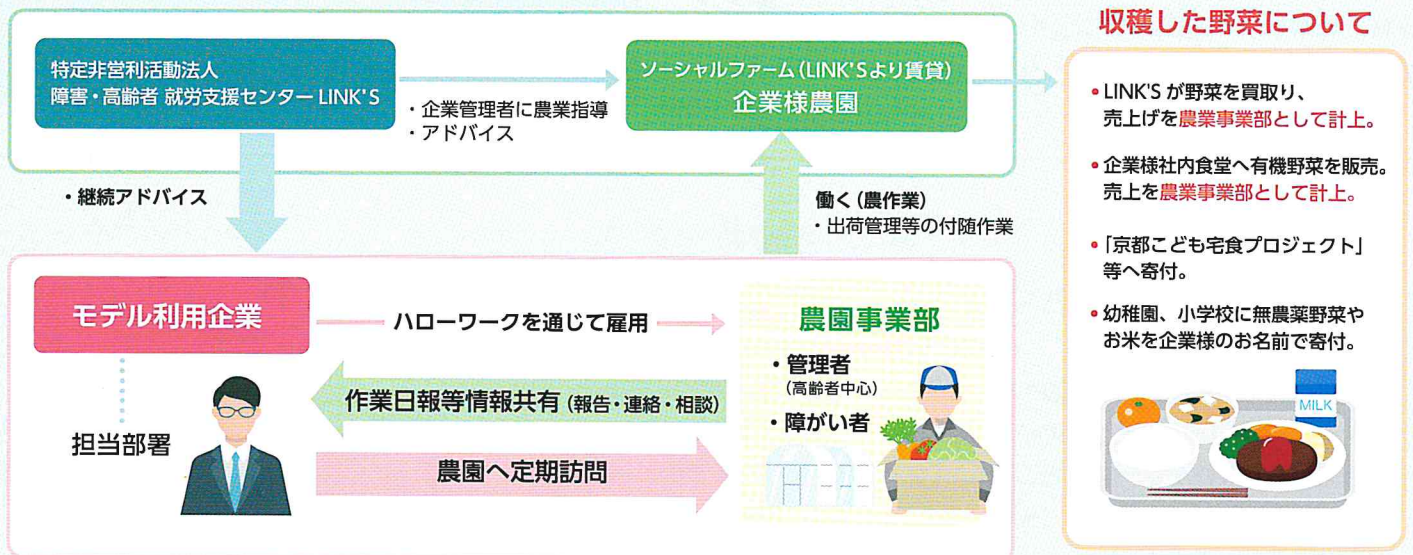 特定非営利活動法人
障害・高齢者 就労支援センター LINK'S
・企業管理者に農業指導
・アドバイス
ソーシャルファーム(LINK'Sより賃貸)
企業様農園
・継続アドバイス
働く(農作業)
・出荷管理等の付随作業
モデル利用企業
ハローワークを通じて雇用
農園事業部
・管理者
(高齢者中心)
・障がい者
作業日報等情報共有(報告・連絡・相談)
担当部署
農園へ定期訪問
収穫した野菜について
• LINK'S が野菜を買取り、
売上げを農業事業部として計上。
• 企業様社内食堂へ有機野菜を販売。
売上を農業事業部として計上。
• 「京都こども宅食プロジェクト」
等へ寄付。
• 幼稚園、小学校に無農薬野菜や
お米を企業様のお名前で寄付。
MILK